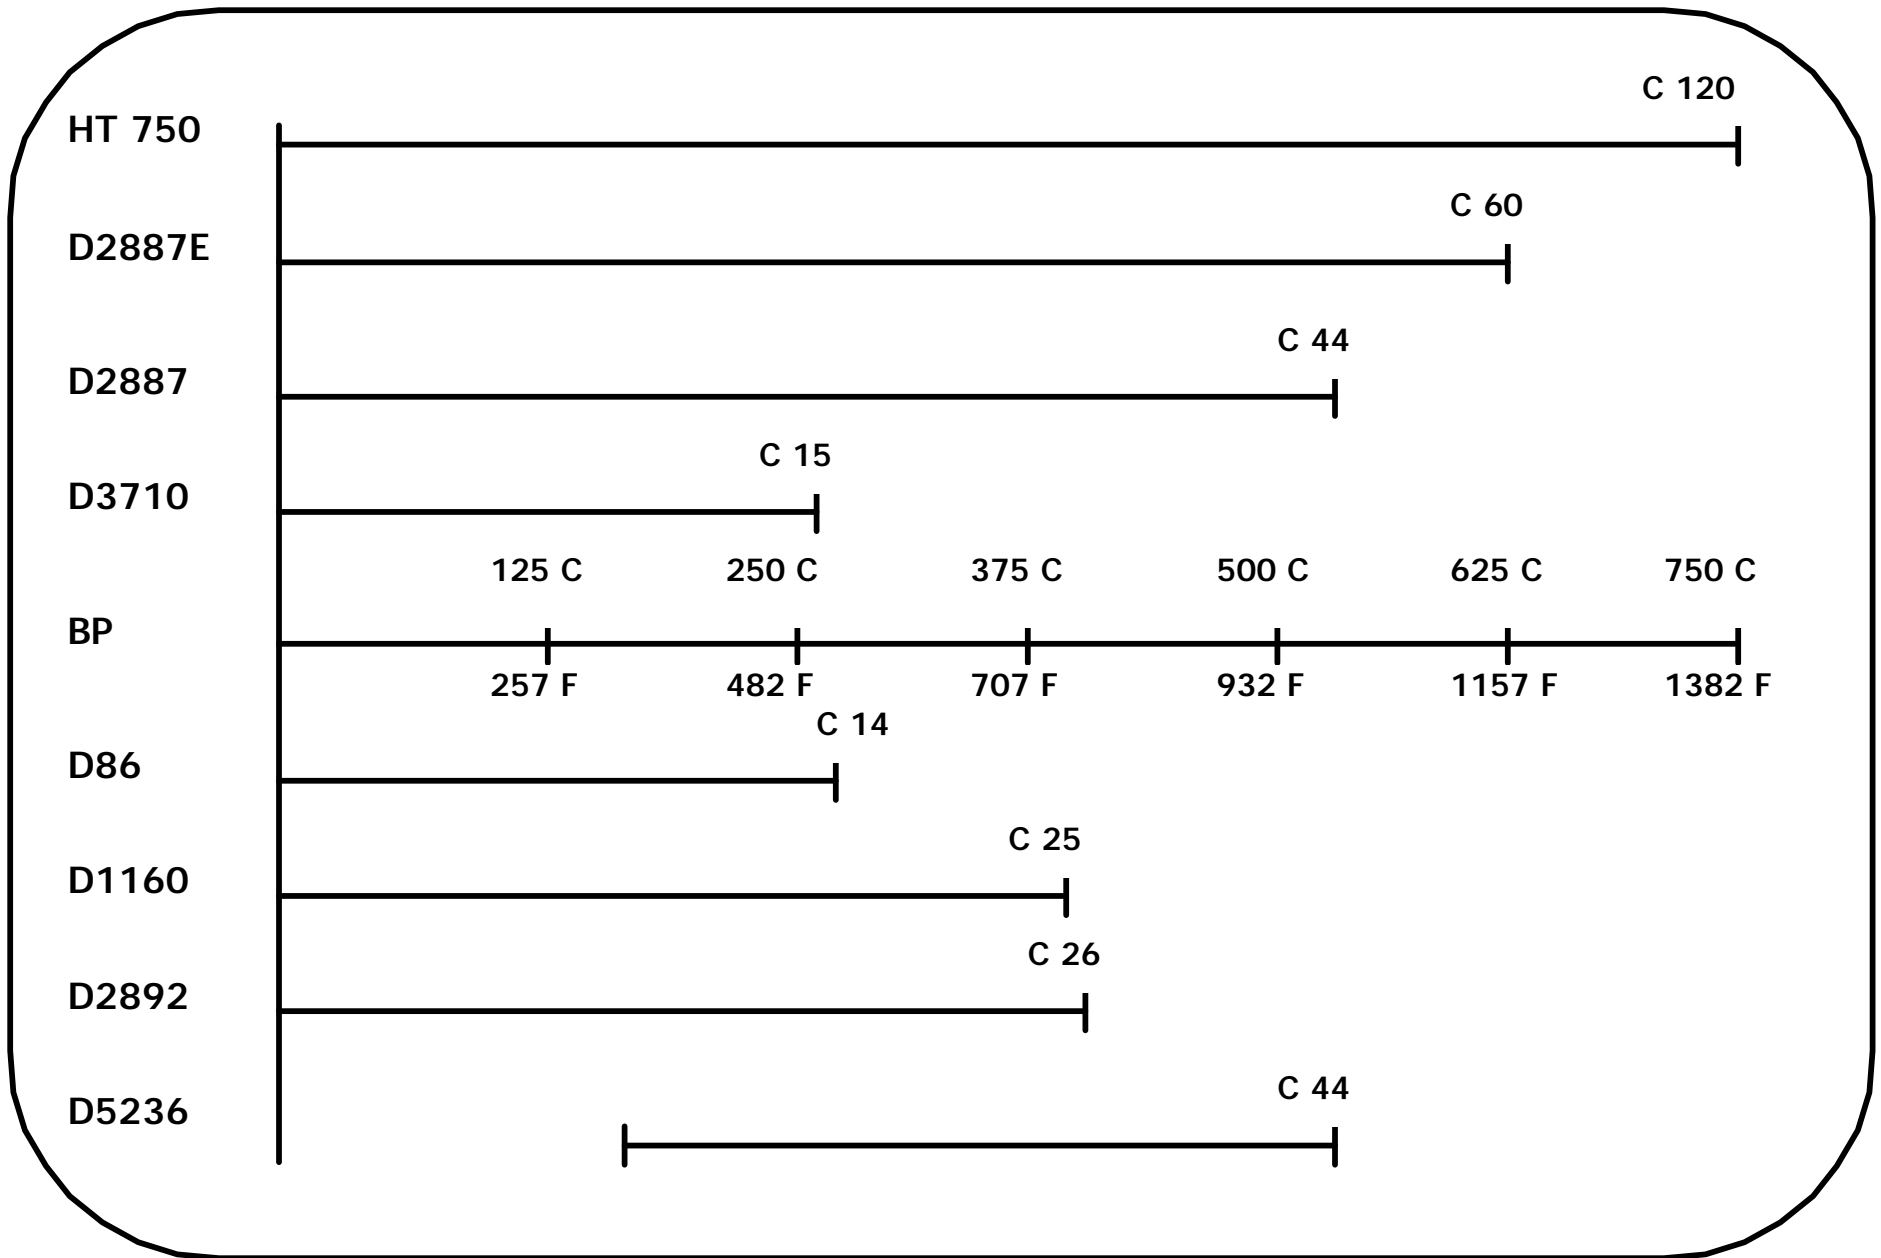 C 120
HT 750
C 60
D2887E
C 44
D2887
C 15
D3710
125 C 250 C 375 C 500 C 625 C 750 C
BP
257 F 482 F 707 F 932 F 1157 F 1382 F
C 14
D86
C 25
D1160
C 26
D2892
C 44
D5236